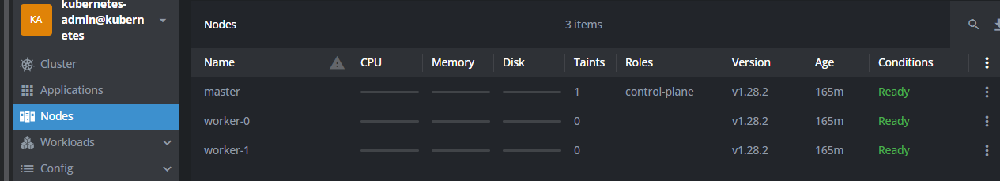 KA
kubernetes-
admin@kubern
etes
Cluster
Applications
Nodes
Workloads
Config
Nodes 3 items
Name CPU Memory Disk Taints Roles Version Age Conditions
master 1 control-plane v1.28.2 165m Ready
worker-0 0 v1.28.2 165m Ready
worker-1 0 v1.28.2 165m Ready